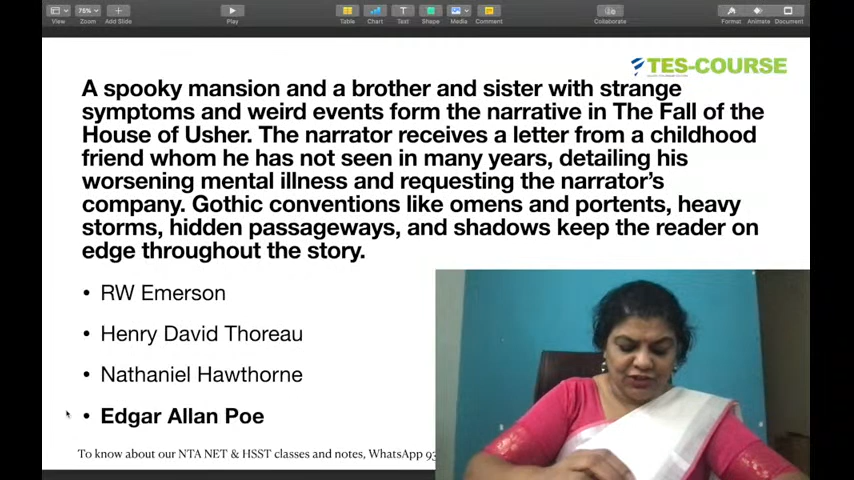 View
Zoom
Add Slide
Play
Table
Chart
Text
Shape
Media
Comment
Collaborate
Format
Animate
Document
75%
TES-COURSE
A spooky mansion and a brother and sister with strange
symptoms and weird events form the narrative in The Fall of the
House of Usher. The narrator receives a letter from a childhood
friend whom he has not seen in many years, detailing his
worsening mental illness and requesting the narrator's
company. Gothic conventions like omens and portents, heavy
storms, hidden passageways, and shadows keep the reader on
edge throughout the story.
• RW Emerson
• Henry David Thoreau
• Nathaniel Hawthorne
• Edgar Allan Poe
To know about our NTA NET & HSST classes and notes, WhatsApp 93